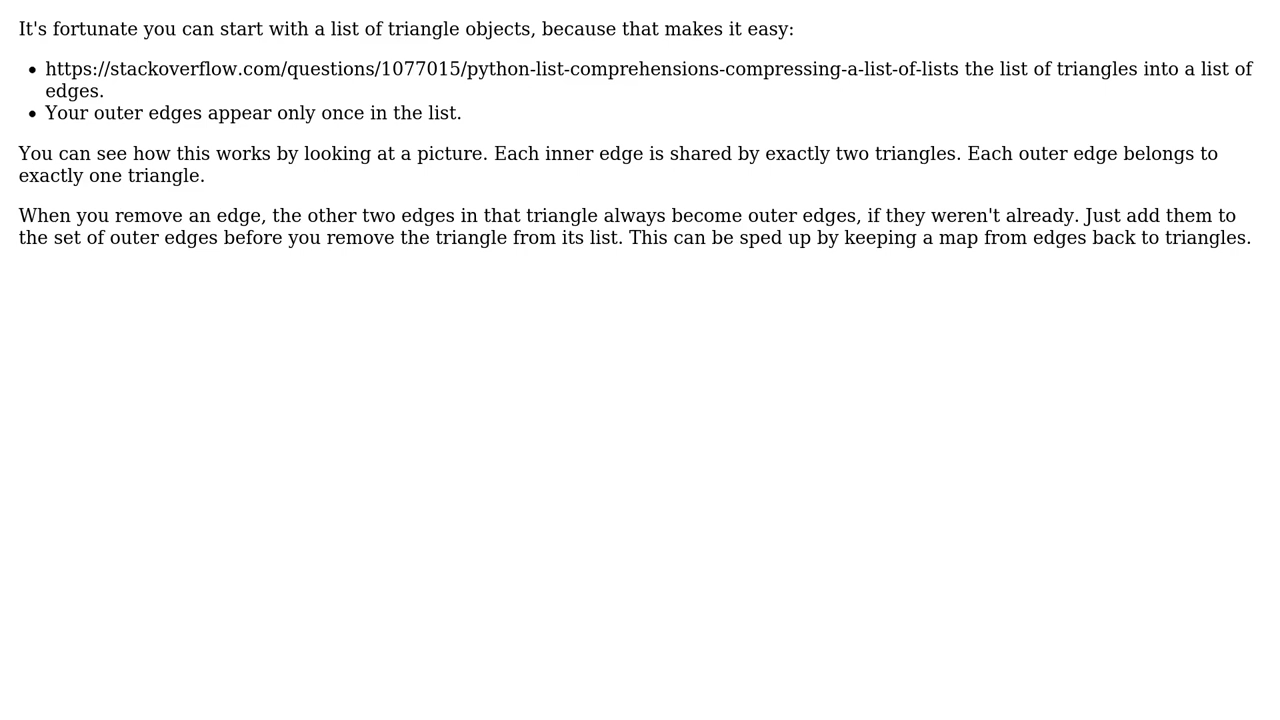 It's fortunate you can start with a list of triangle objects, because that makes it easy:
• https://stackoverflow.com/questions/1077015/python-list-comprehensions-compressing-a-list-of-lists the list of triangles into a list of
edges.
• Your outer edges appear only once in the list.
You can see how this works by looking at a picture. Each inner edge is shared by exactly two triangles. Each outer edge belongs to
exactly one triangle.
When you remove an edge, the other two edges in that triangle always become outer edges, if they weren't already. Just add them to
the set of outer edges before you remove the triangle from its list. This can be sped up by keeping a map from edges back to triangles.